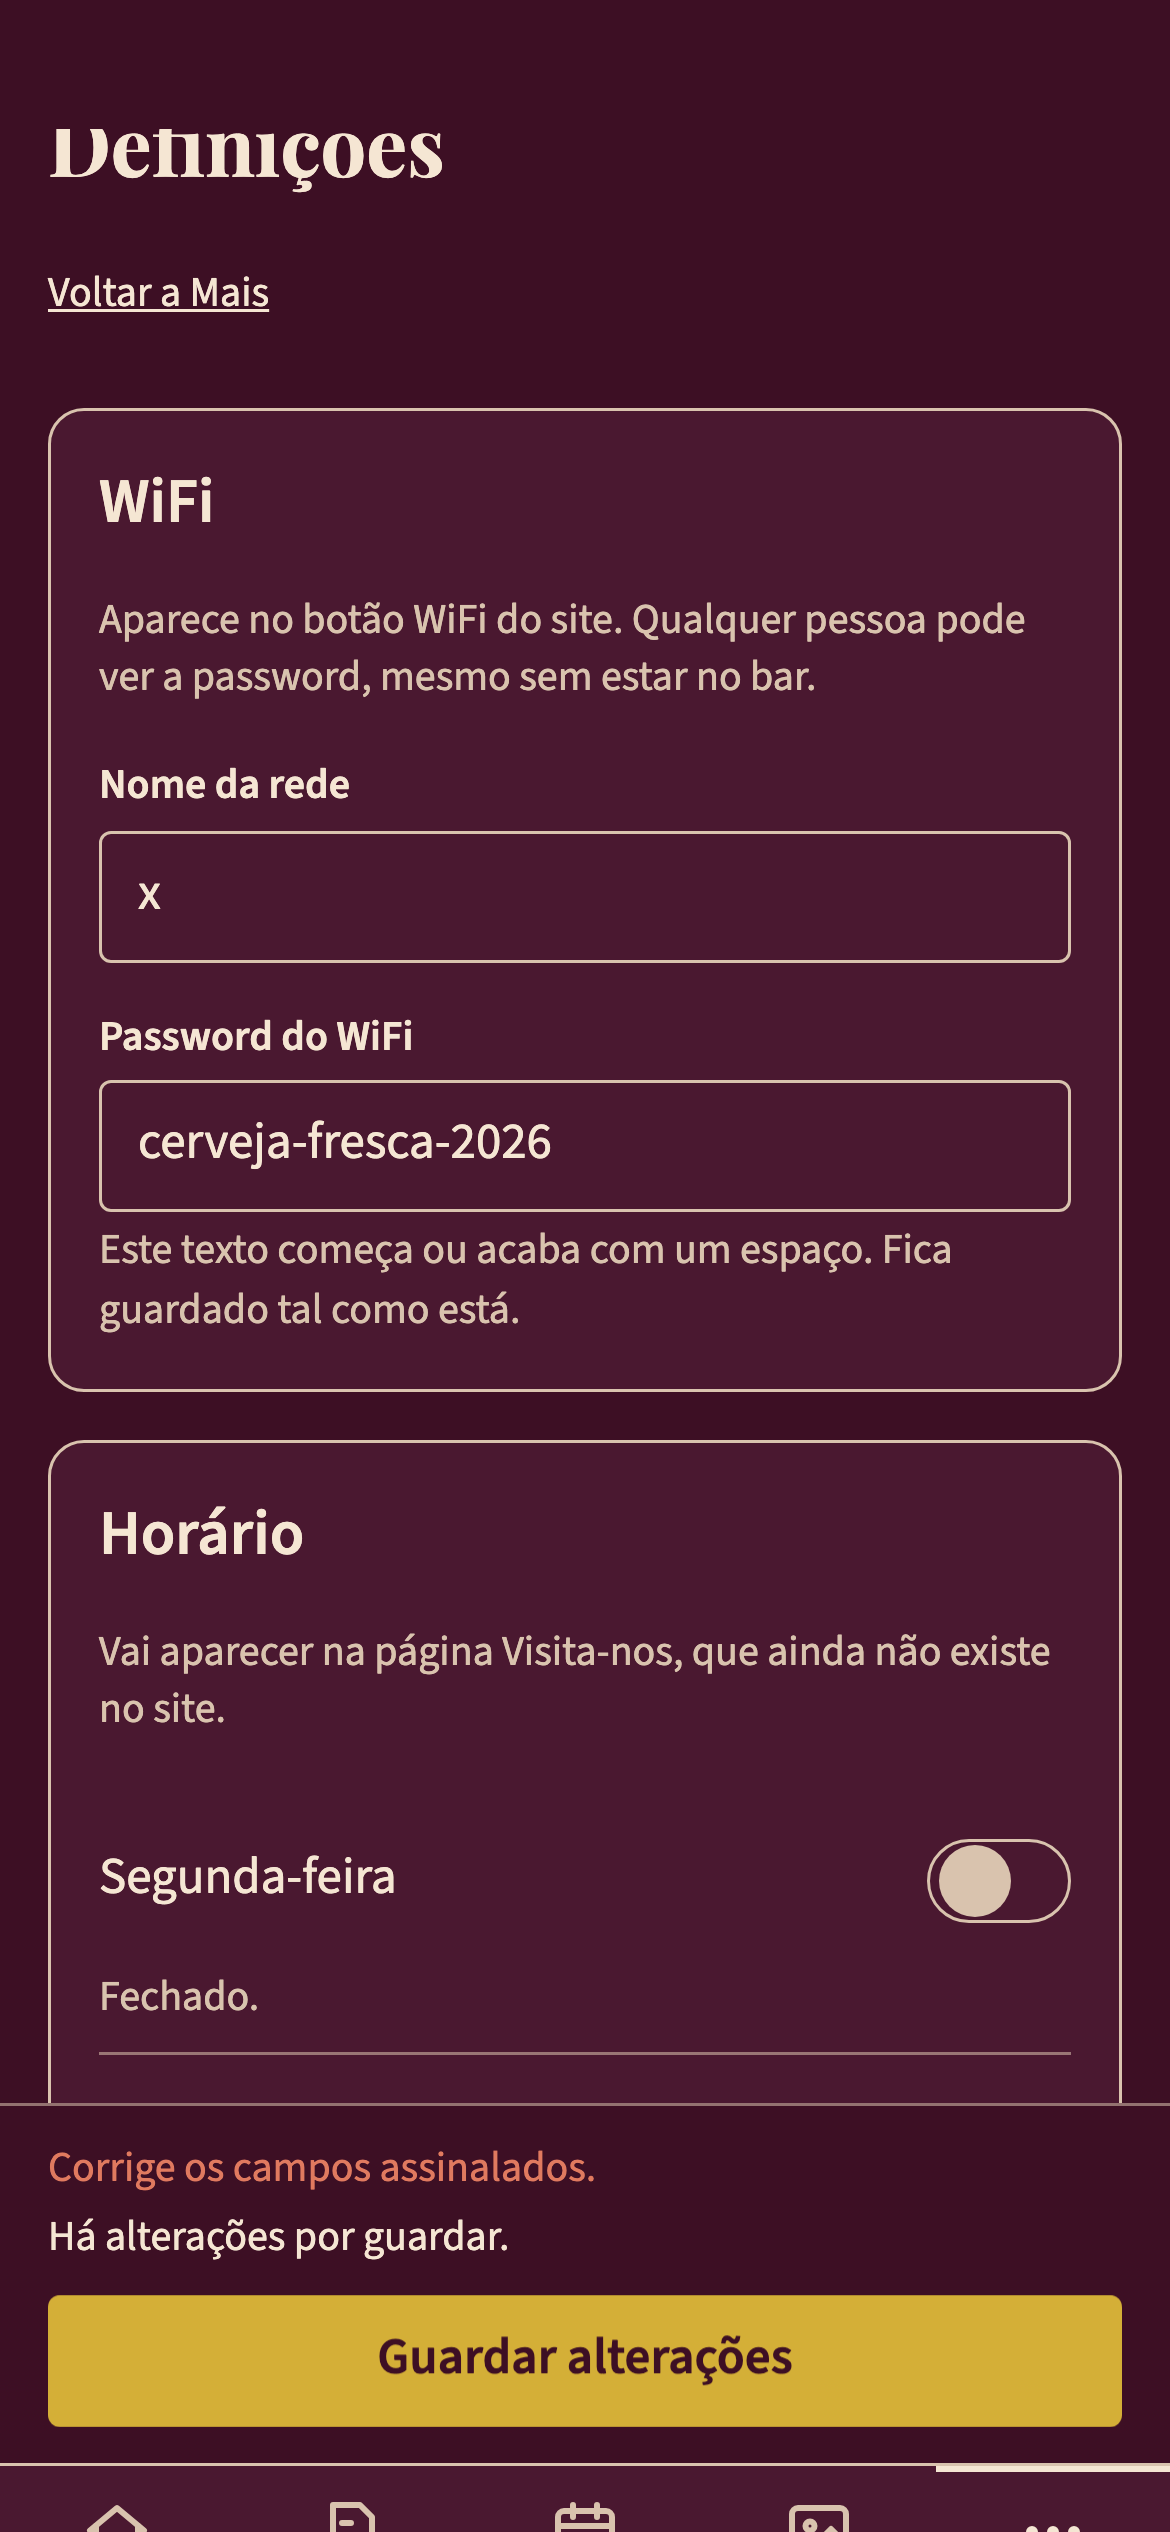 Definições
Voltar a Mais
WiFi
Aparece no botão WiFi do site. Qualquer pessoa pode
ver a password, mesmo sem estar no bar.
Nome da rede
x
Password do WiFi
cerveja-fresca-2026
Este texto começa ou acaba com um espaço. Fica
guardado tal como está.
Horário
Vai aparecer na página Visita-nos, que ainda não existe
no site.
Segunda-feira
Fechado.
Corrige os campos assinalados.
Há alterações por guardar.
Guardar alterações